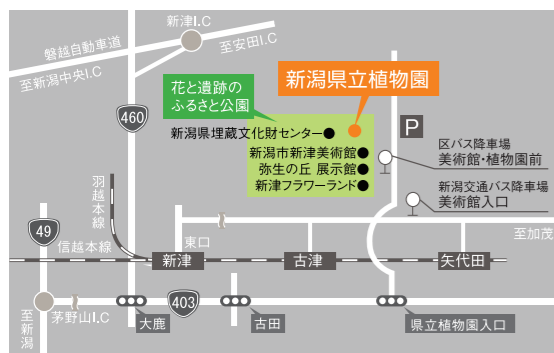 新津I.C
磐越自動車道
至新潟中央I.C
至安田I.C
460
花と遺跡の
ふるさと公園
新潟県立植物園
新潟県埋蔵文化財センター
新潟市新津美術館
弥生の丘 展示館
新津フラワーランド
P
区バス降車場
美術館・植物園前
新潟交通バス降車場
美術館入口
羽越本線
49
信越本線
東口
至加茂
新津
古津
矢代田
403
至新潟
茅野山I.C
大鹿
古田
県立植物園入口